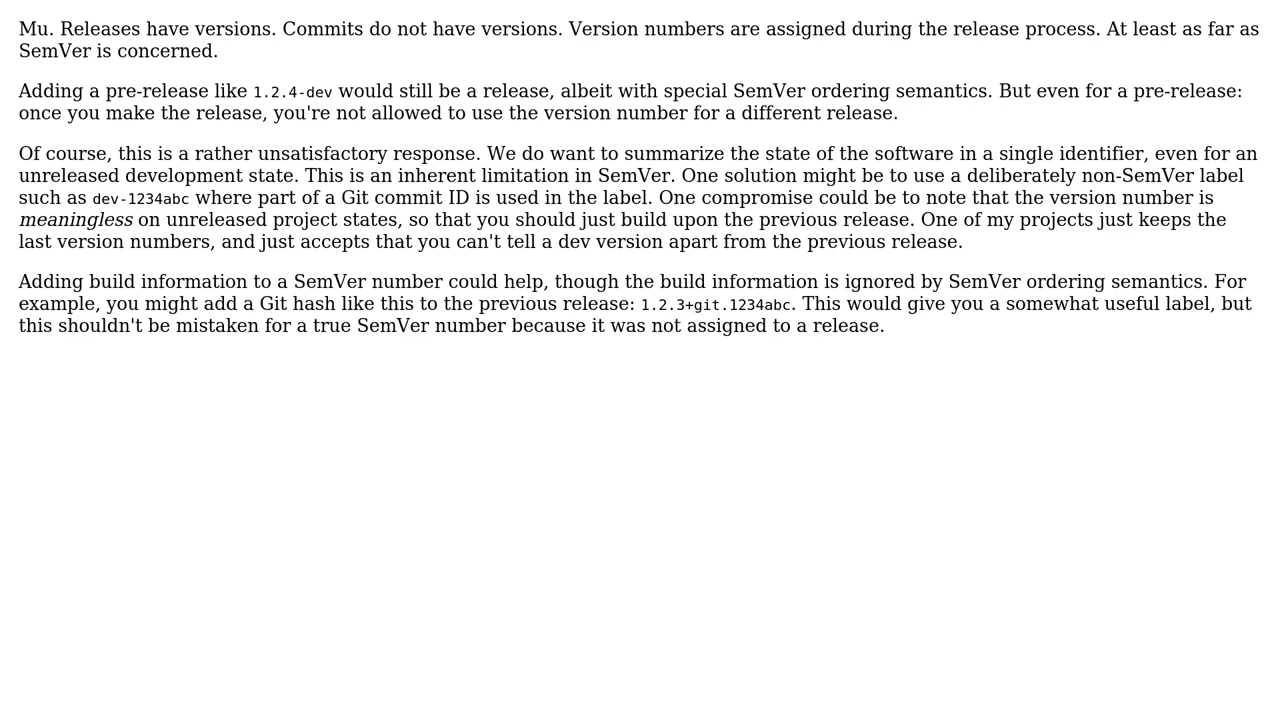 Mu. Releases have versions. Commits do not have versions. Version numbers are assigned during the release process. At least as far as
SemVer is concerned.
Adding a pre-release like 1.2.4-dev would still be a release, albeit with special SemVer ordering semantics. But even for a pre-release:
once you make the release, you're not allowed to use the version number for a different release.
Of course, this is a rather unsatisfactory response. We do want to summarize the state of the software in a single identifier, even for an
unreleased development state. This is an inherent limitation in SemVer. One solution might be to use a deliberately non-SemVer label
such as dev-1234abc where part of a Git commit ID is used in the label. One compromise could be to note that the version number is
meaningless on unreleased project states, so that you should just build upon the previous release. One of my projects just keeps the
last version numbers, and just accepts that you can't tell a dev version apart from the previous release.
Adding build information to a SemVer number could help, though the build information is ignored by SemVer ordering semantics. For
example, you might add a Git hash like this to the previous release: 1.2.3+git.1234abc. This would give you a somewhat useful label, but
this shouldn't be mistaken for a true SemVer number because it was not assigned to a release.